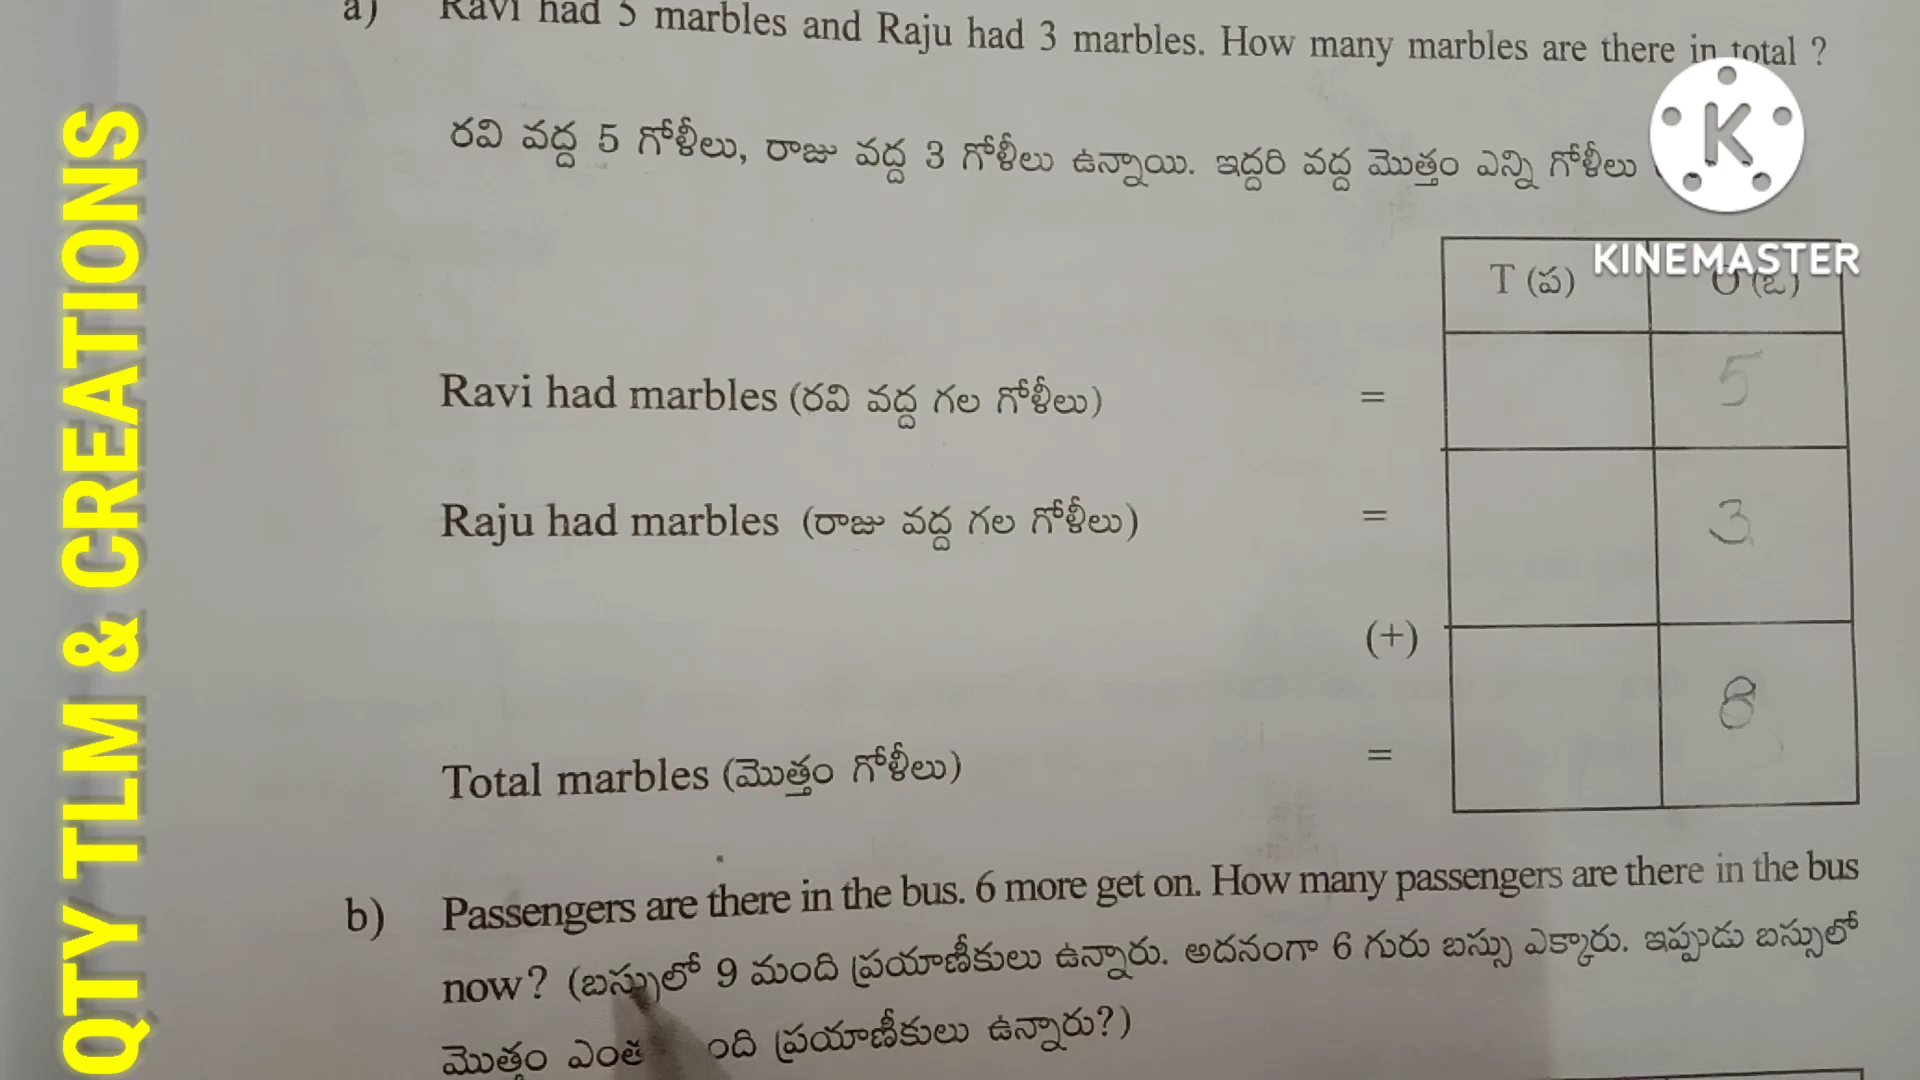 a) Ravi had 5 marbles and Raju had 3 marbles. How many marbles are there in total ?
రవి వద్ద 5 గోళీలు, రాజు వద్ద 3 గోళీలు ఉన్నాయి. ఇద్దరి వద్ద మొత్తం ఎన్ని గోళీలు
K
KINEMASTER
T (ప) O (ఒ)
Ravi had marbles (రవి వద్ద గల గోళీలు) = 5
Raju had marbles (రాజు వద్ద గల గోళీలు) = 3
(+)
Total marbles (మొత్తం గోళీలు) = 8
b) Passengers are there in the bus. 6 more get on. How many passengers are there in the bus
now? (బస్సులో 9 మంది ప్రయాణీకులు ఉన్నారు. అదనంగా 6 గురు బస్సు ఎక్కారు. ఇప్పుడు బస్సులో
మొత్తం ప్రయాణీకులు ఉన్నారు?)
QTY TLM & CREATIONS